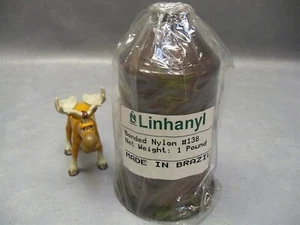 Linhanyl
Bonded Nylon #138
Net Weight: 1 Pound
MADE IN BRAZIL